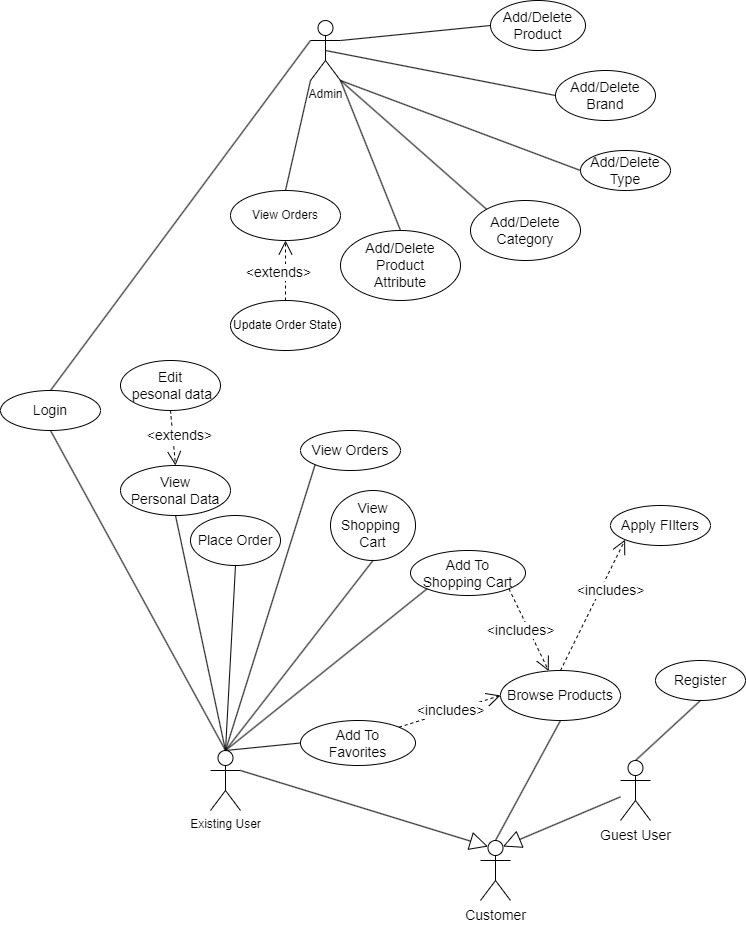 Add/Delete
Product
Add/Delete
Brand
Admin
Add/Delete
Type
View Orders
Add/Delete
Category
Add/Delete
Product
Attribute
<extends>
Update Order State
Edit
pesonal data
Login
<extends>
View Orders
View
Personal Data
View
Shopping
Cart
Place Order
Apply FIlters
Add To
Shopping Cart
<includes>
<includes>
Register
Browse Products
<includes>
Add To
Favorites
Existing User
Guest User
Customer